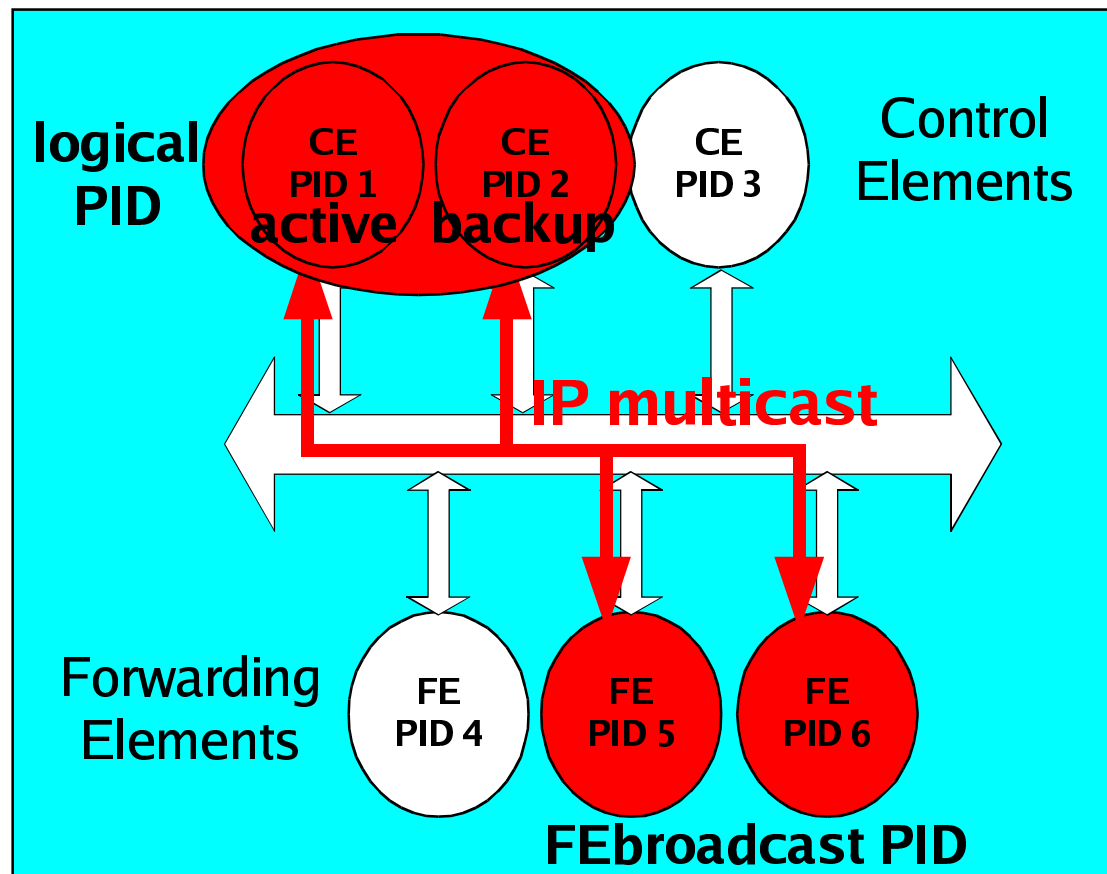 logical
PID
CE
PID 1
active
CE
PID 2
backup
CE
PID 3
Control
Elements
IP multicast
Forwarding
Elements
FE
PID 4
FE
PID 5
FE
PID 6
FEbroadcast PID